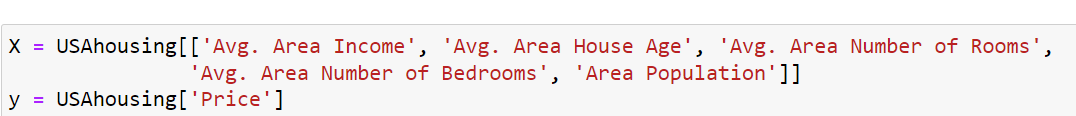 X = USAhousing[['Avg. Area Income', 'Avg. Area House Age', 'Avg. Area Number of Rooms',
'Avg. Area Number of Bedrooms', 'Area Population']]
y = USAhousing['Price']